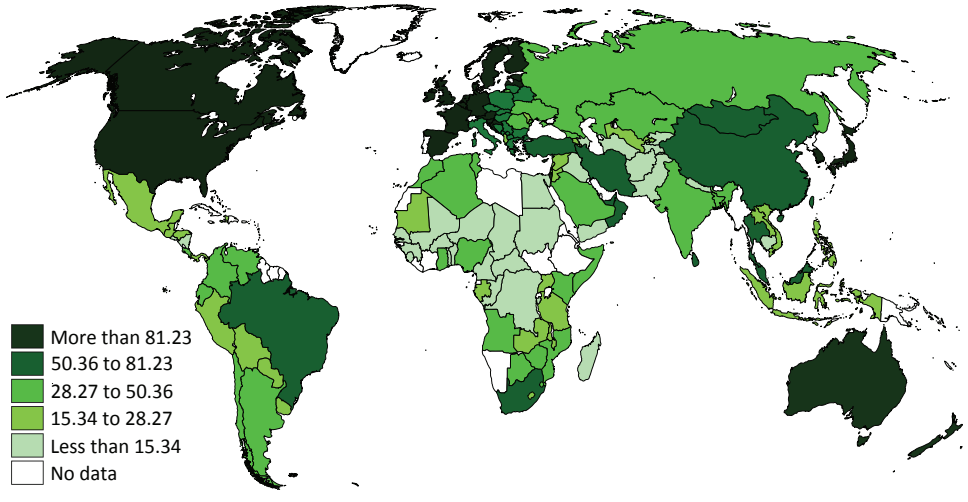 More than 81.23
50.36 to 81.23
28.27 to 50.36
15.34 to 28.27
Less than 15.34
No data